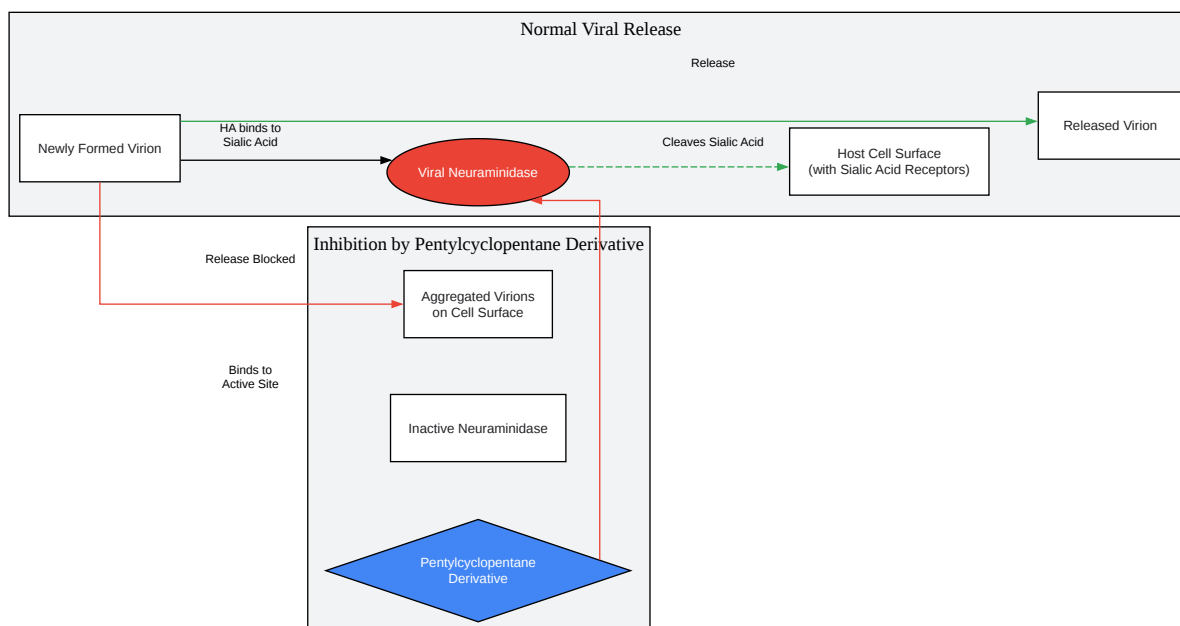 Normal Viral Release
Release
Newly Formed Virion
HA binds to
Sialic Acid
Viral Neuraminidase
Cleaves Sialic Acid
Host Cell Surface
(with Sialic Acid Receptors)
Released Virion
Inhibition by Pentylcyclopentane Derivative
Release Blocked
Aggregated Virions
on Cell Surface
Binds to
Active Site
Inactive Neuraminidase
Pentylcyclopentane
Derivative